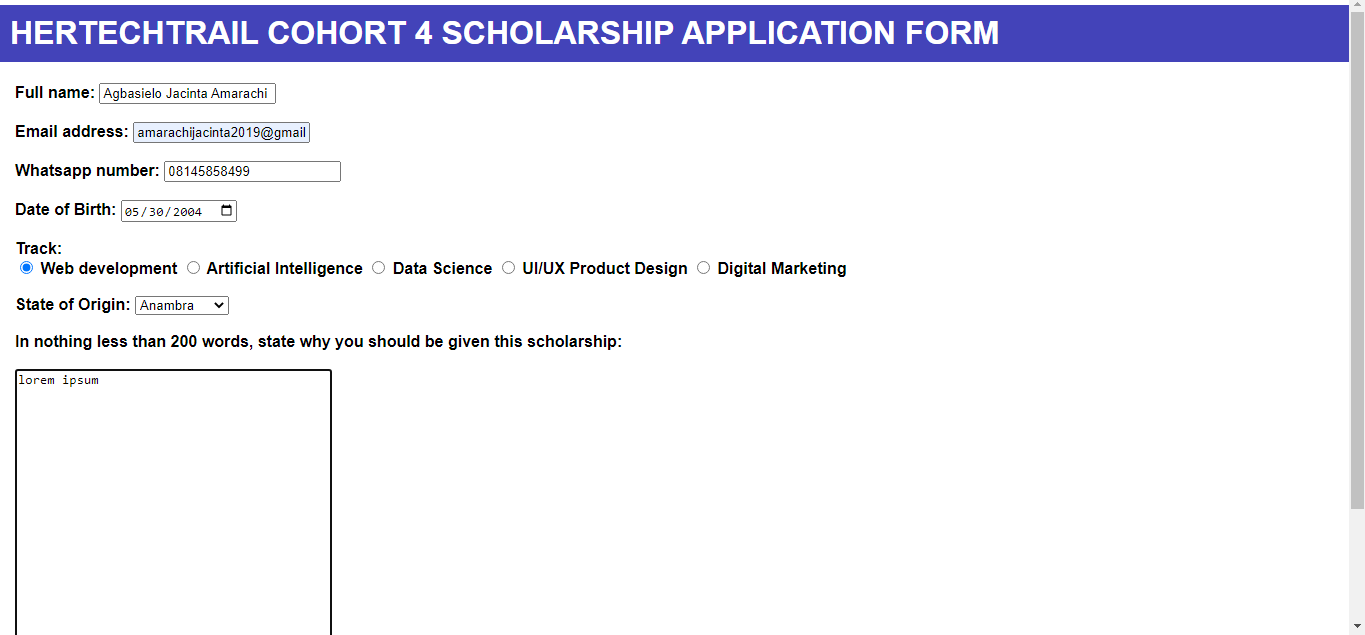 HERTECHTRAIL COHORT 4 SCHOLARSHIP APPLICATION FORM
Full name: Agbasielo Jacinta Amarachi
Email address: amarachijacinta2019@gmail
Whatsapp number: 08145858499
Date of Birth: 05/30/2004
Track:
Web development Artificial Intelligence Data Science UI/UX Product Design Digital Marketing
State of Origin: Anambra
In nothing less than 200 words, state why you should be given this scholarship:
lorem ipsum